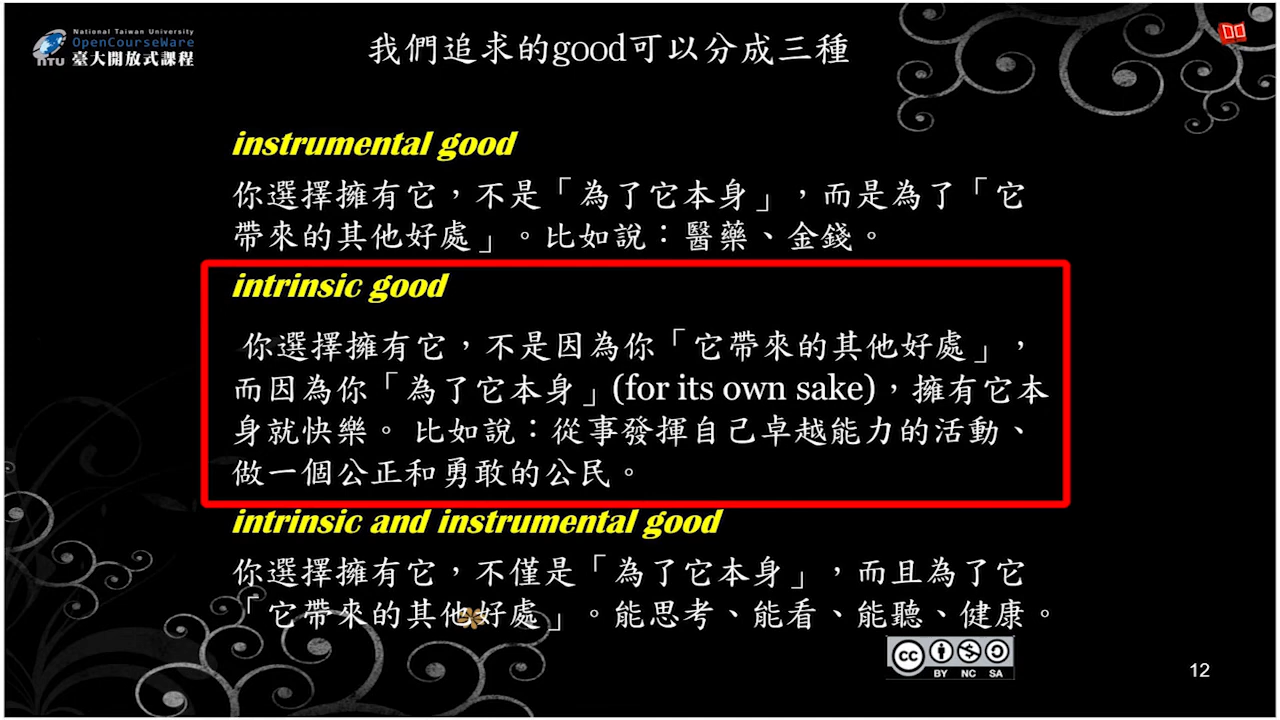 National Taiwan University
OpenCourseWare
NTU 臺大開放式課程
我們追求的good可以分成三種
instrumental good
你選擇擁有它，不是「為了它本身」，而是為了「它
帶來的其他好處」。比如說：醫藥、金錢。
intrinsic good
你選擇擁有它，不是因為你「它帶來的其他好處」，
而因為你「為了它本身」(for its own sake)，擁有它本
身就快樂。 比如說：從事發揮自己卓越能力的活動、
做一個公正和勇敢的公民。
intrinsic and instrumental good
你選擇擁有它，不僅是「為了它本身」，而且為了它
「它帶來的其他好處」。能思考、能看、能聽、健康。
cc BY NC SA
12